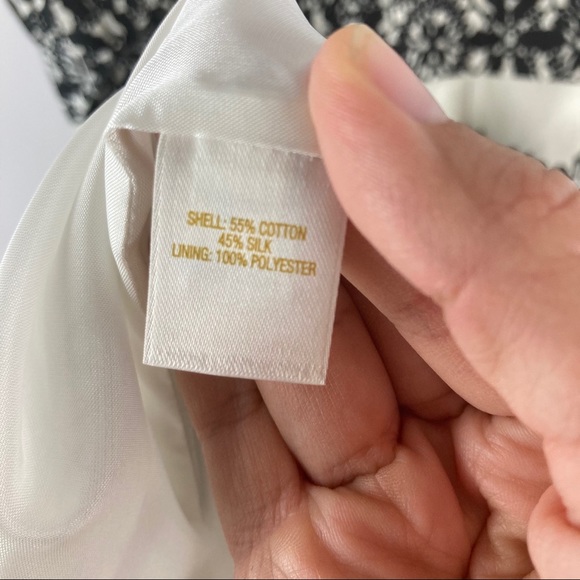 SHELL: 55% COTTON
45% SILK
LINING: 100% POLYESTER